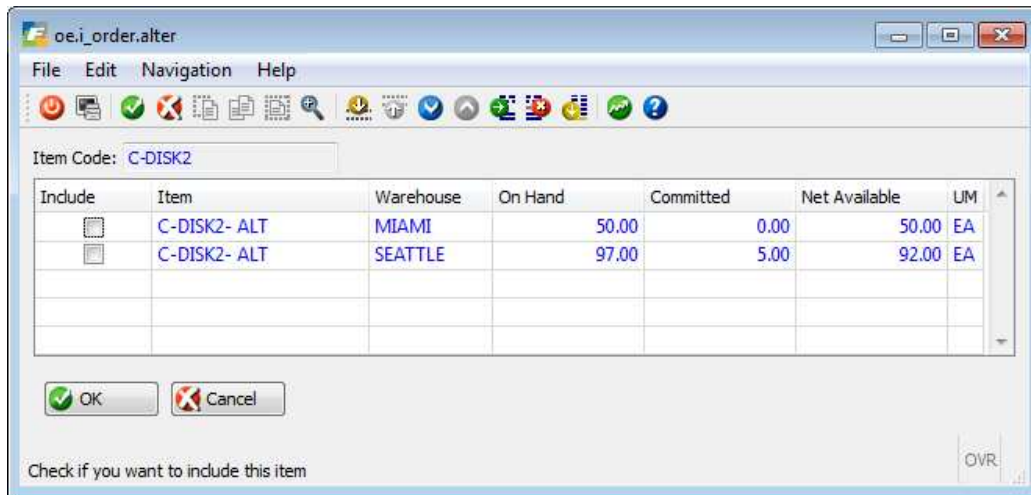 oe.i_order.alter
File Edit Navigation Help
Item Code: C-DISK2
Include Item Warehouse On Hand Committed Net Available UM
C-DISK2- ALT MIAMI 50.00 0.00 50.00 EA
C-DISK2- ALT SEATTLE 97.00 5.00 92.00 EA
OK Cancel
Check if you want to include this item OVR